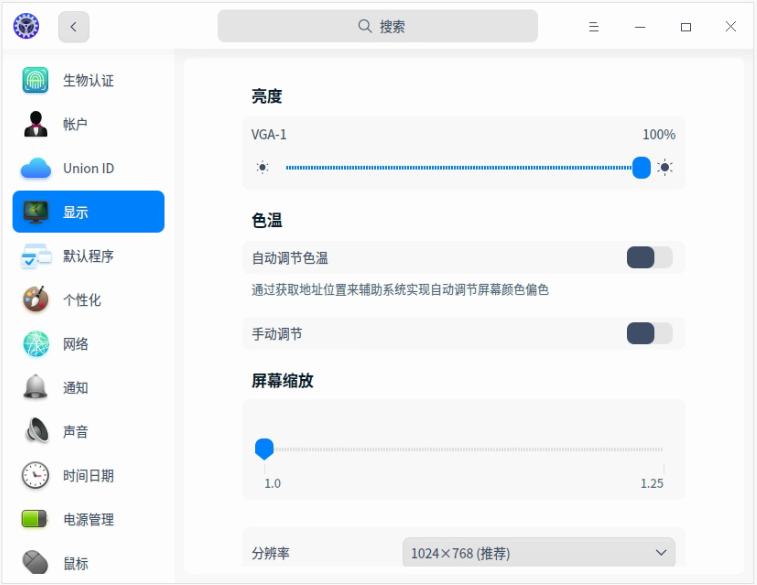 搜索
生物认证
帐户
Union ID
显示
默认程序
个性化
网络
通知
声音
时间日期
电源管理
鼠标
亮度
VGA-1 100%
色温
自动调节色温
通过获取地址位置来辅助系统实现自动调节屏幕颜色偏色
手动调节
屏幕缩放
1.0 1.25
分辨率 1024×768 (推荐)